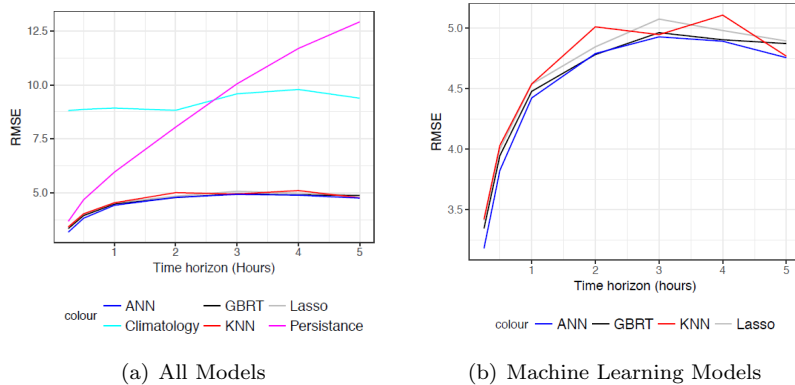 12.5
10.0
7.5
5.0
RMSE
1 2 3 4 5
Time horizon (Hours)
colour
ANN GBRT Lasso
Climatology KNN Persistance
(a) All Models
5.0
4.5
4.0
3.5
RMSE
0 1 2 3 4 5
Time horizon (hours)
colour ANN GBRT KNN Lasso
(b) Machine Learning Models